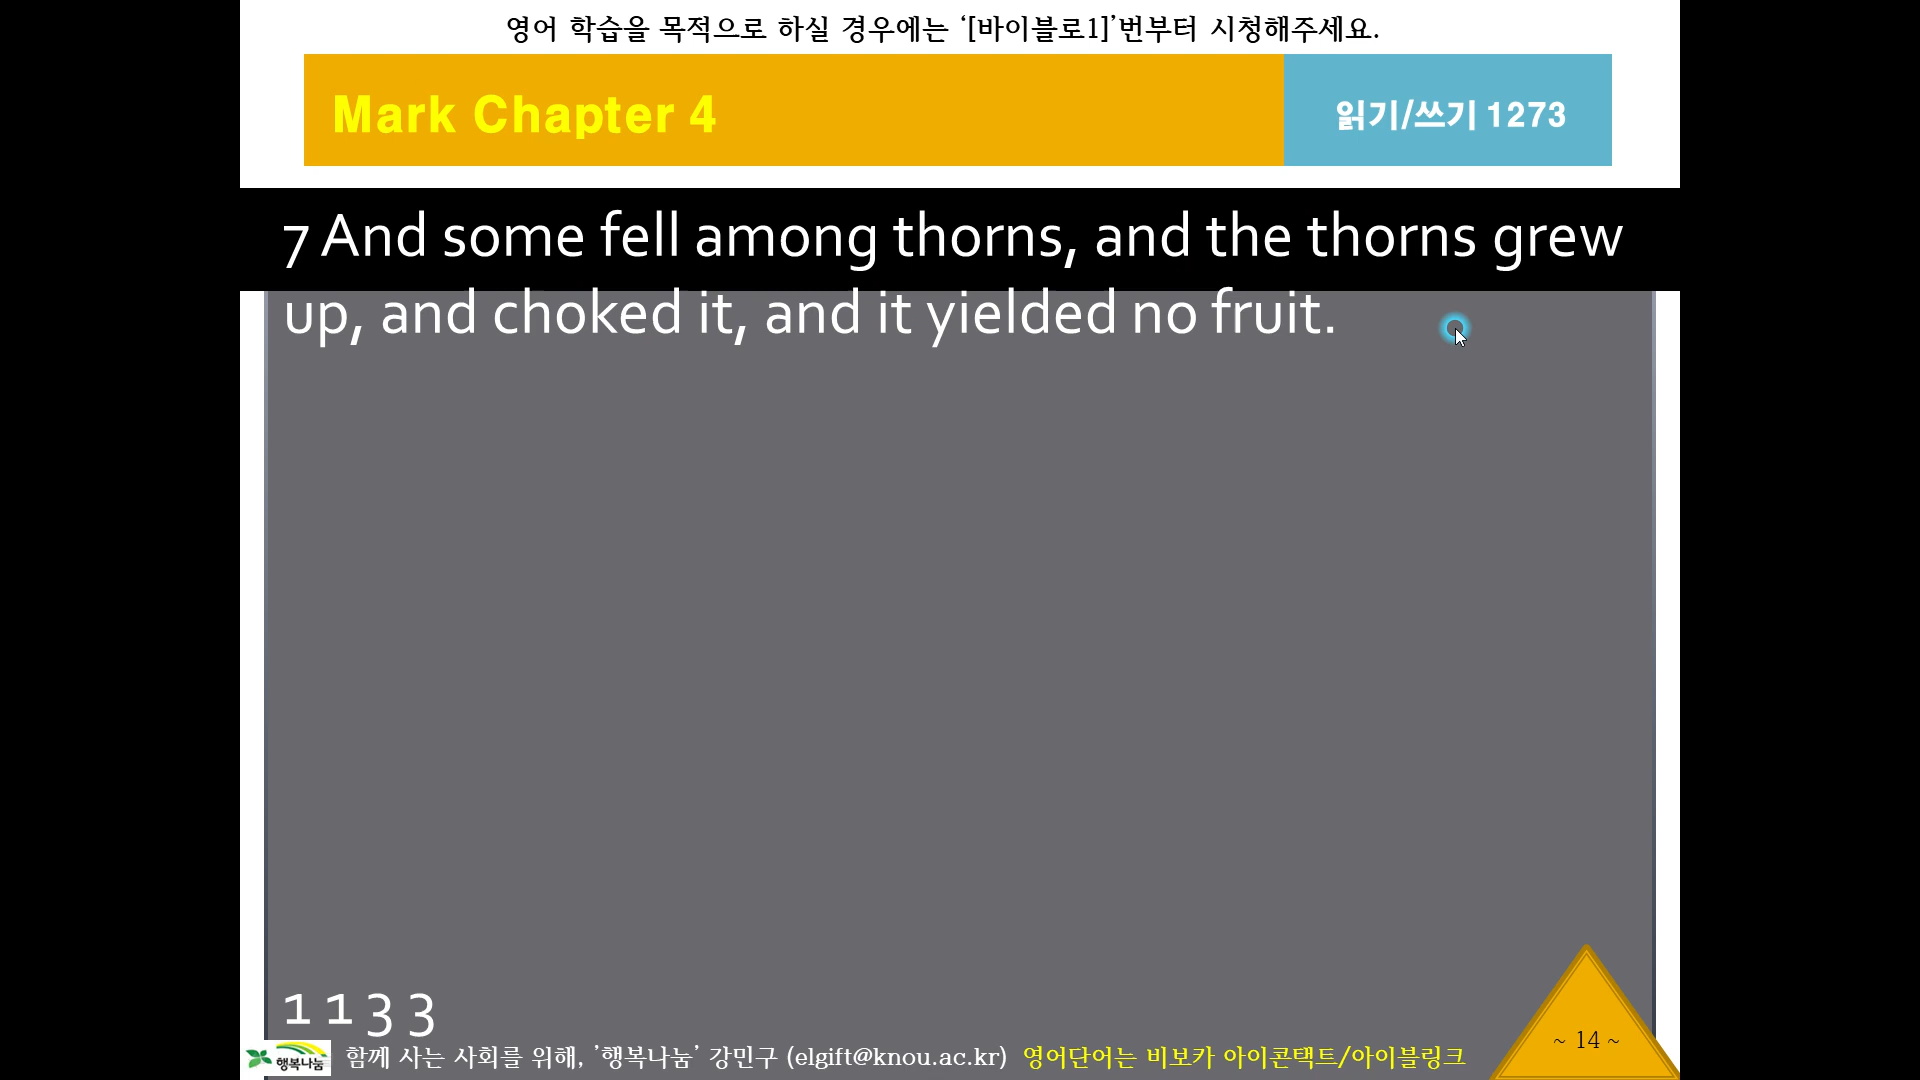 영어 학습을 목적으로 하실 경우에는 ‘[바이블로1]’번부터 시청해주세요.
Mark Chapter 4
읽기/쓰기 1273
7 And some fell among thorns, and the thorns grew
up, and choked it, and it yielded no fruit.
1 1 3 3
~ 14 ~
행복나눔
함께 사는 사회를 위해, ’행복나눔’ 강민구 (elgift@knou.ac.kr) 영어단어는 비보카 아이콘택트/아이블링크